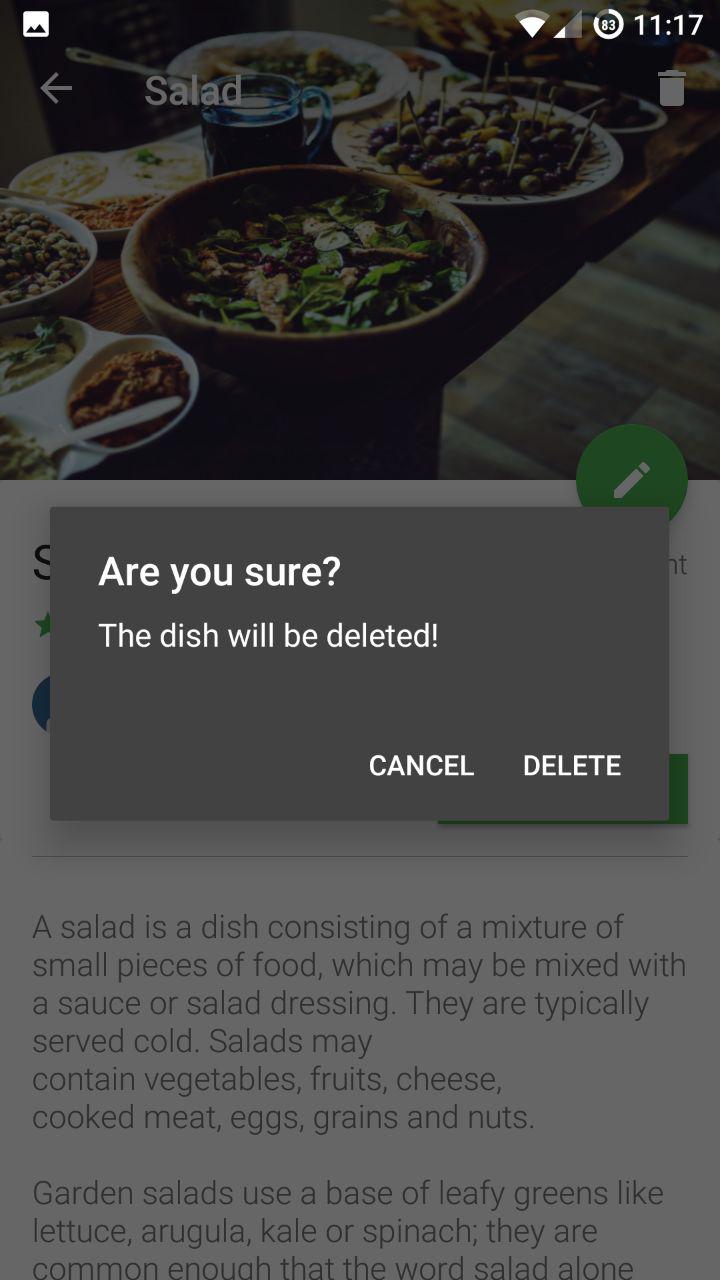 83 11:17
Salad
S
nt
Are you sure?
The dish will be deleted!
CANCEL DELETE
A salad is a dish consisting of a mixture of
small pieces of food, which may be mixed with
a sauce or salad dressing. They are typically
served cold. Salads may
contain vegetables, fruits, cheese,
cooked meat, eggs, grains and nuts.
Garden salads use a base of leafy greens like
lettuce, arugula, kale or spinach; they are
common enough that the word salad alone